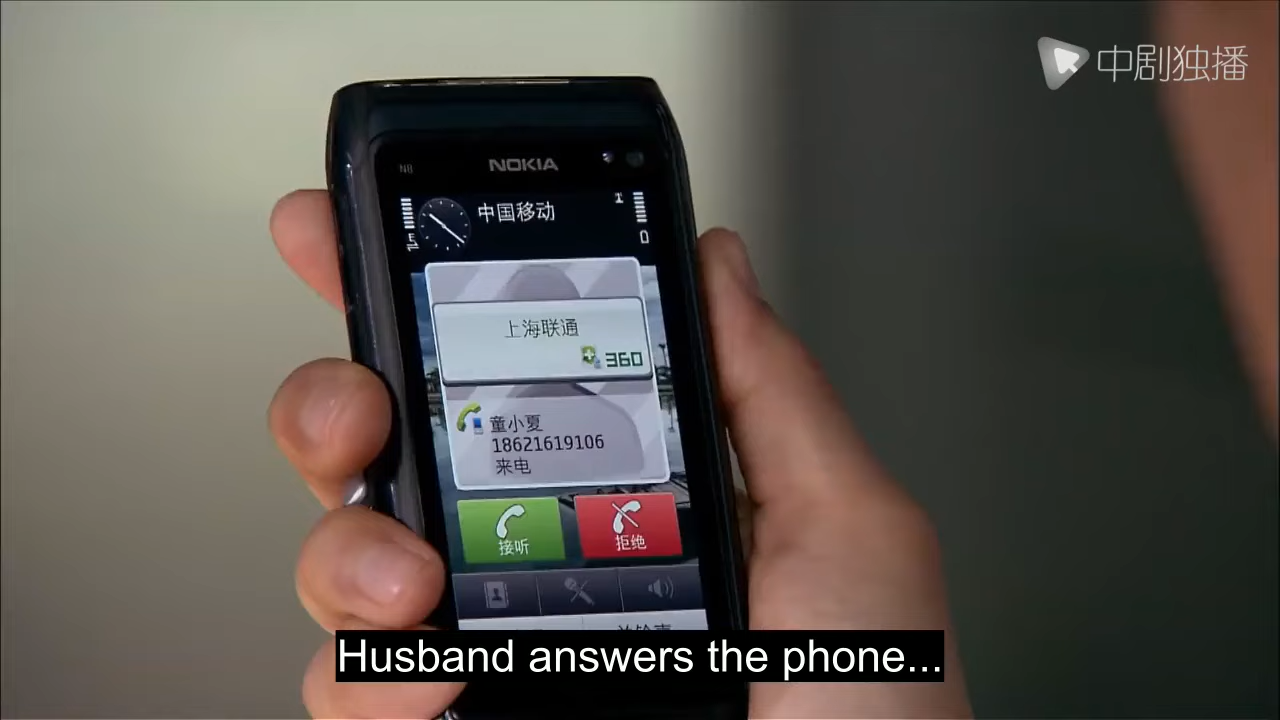 中剧独播
N8
NOKIA
中国移动
上海联通
360
童小夏
18621619106
来电
接听
拒绝
Husband answers the phone...